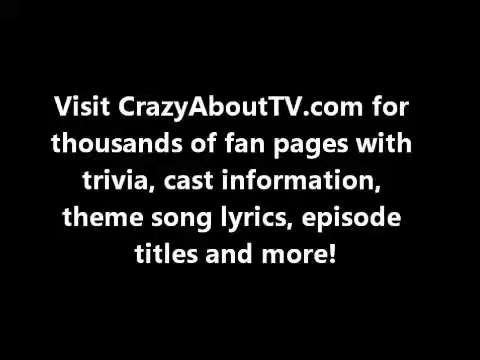 Visit CrazyAboutTV.com for
thousands of fan pages with
trivia, cast information,
theme song lyrics, episode
titles and more!